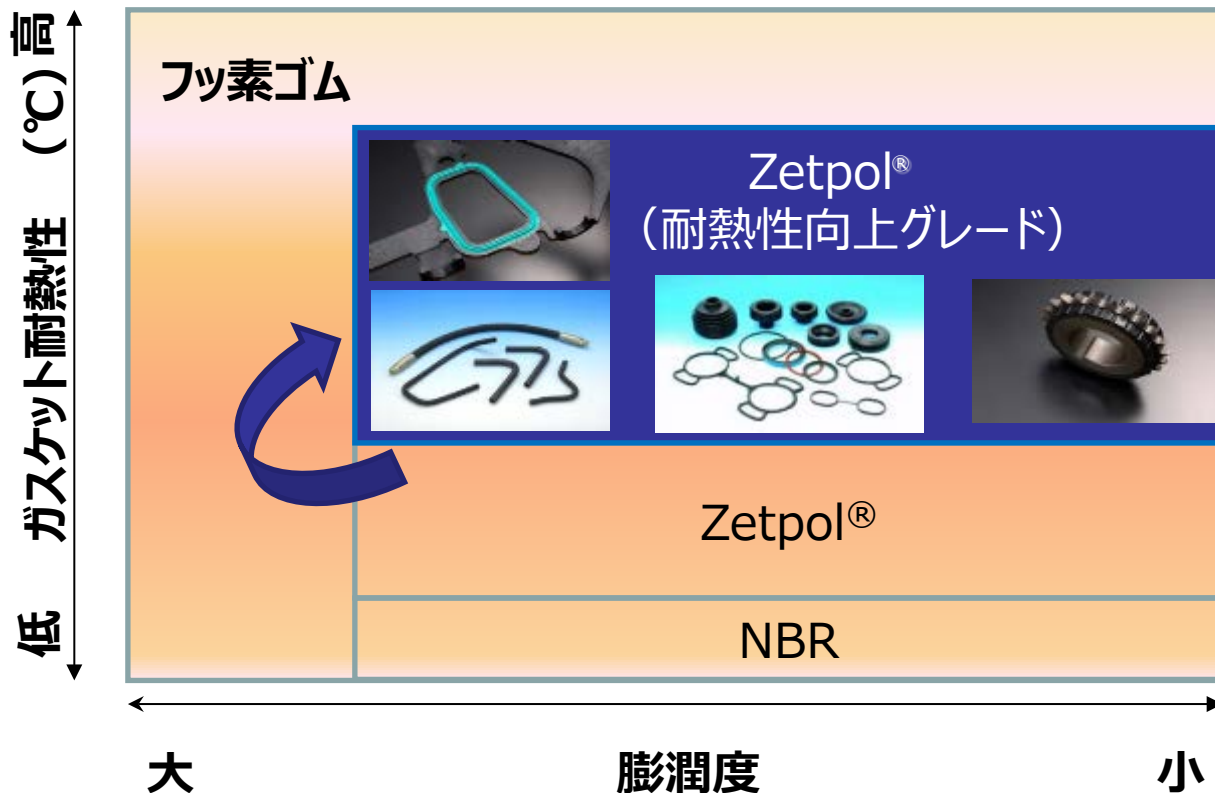 高
(℃)
ガスケット耐熱性
低
フッ素ゴム
Zetpol®
（耐熱性向上グレード）
Zetpol®
NBR
大
膨潤度
小